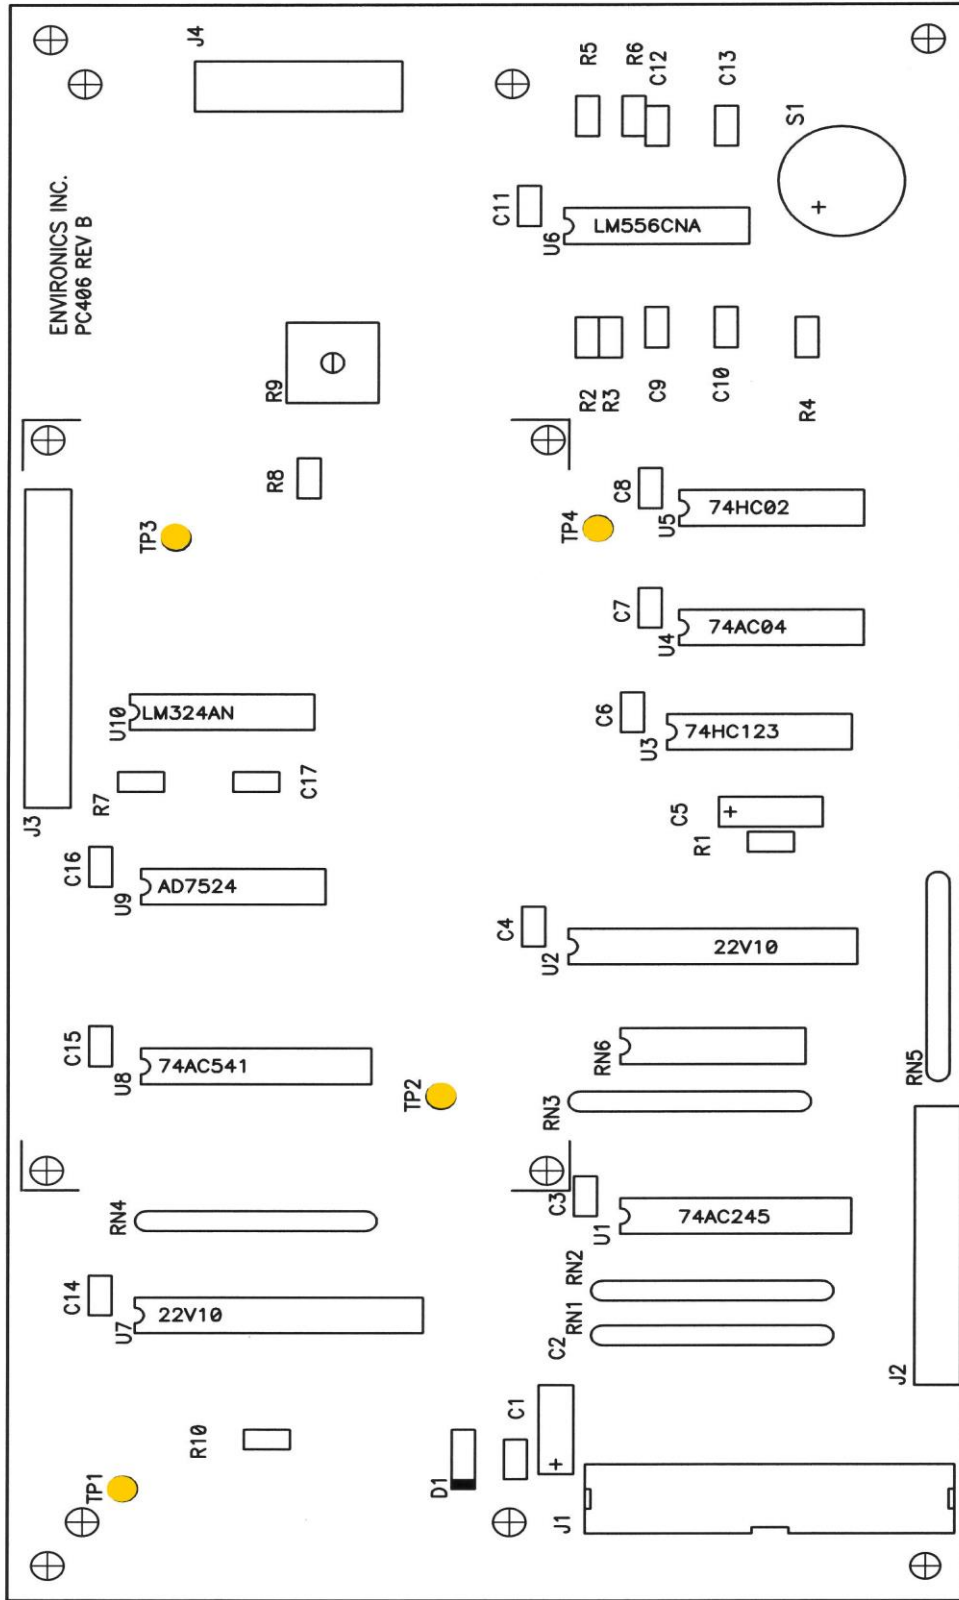 J4
R5
R6
C12
C13
S1
+
ENVIRONICS INC.
PC406 REV B
C11
U6
LM556CNA
R9
R2
R3
C9
C10
R4
R8
TP3
TP4
C8
U5
74HC02
C7
U4
74AC04
J3
U10
LM324AN
C6
U3
74HC123
R7
C17
C5
+
R1
C16
U9
AD7524
C4
U2
22V10
C15
U8
74AC541
TP2
RN6
RN3
RN5
RN4
C3
U1
74AC245
C14
U7
22V10
RN2
RN1
C2
J2
R10
C1
+
TP1
D1
J1